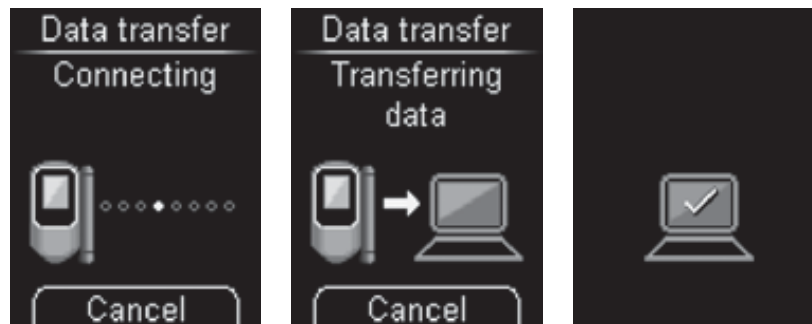 Data transfer
Connecting
Cancel
Data transfer
Transferring
data
Cancel